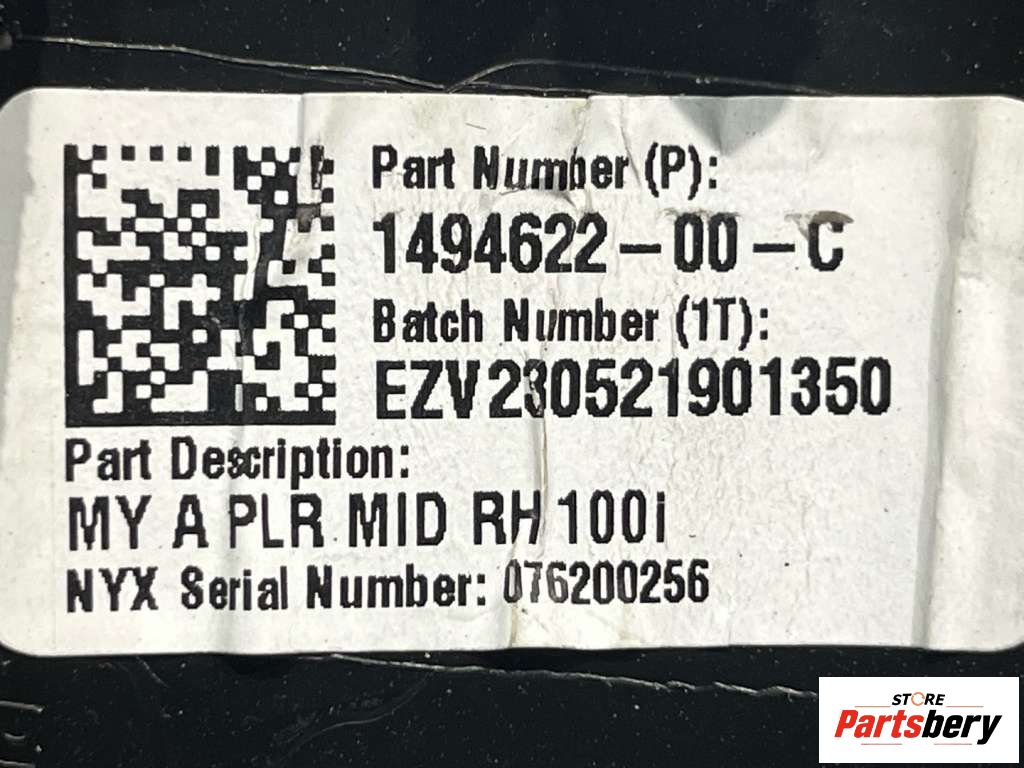 Part Number (P):
1494622-00-C
Batch Number (1T):
EZV230521901350
Part Description:
MY A PLR MID RH 100i
NYX Serial Number: 076200256
STORE
Partsbery